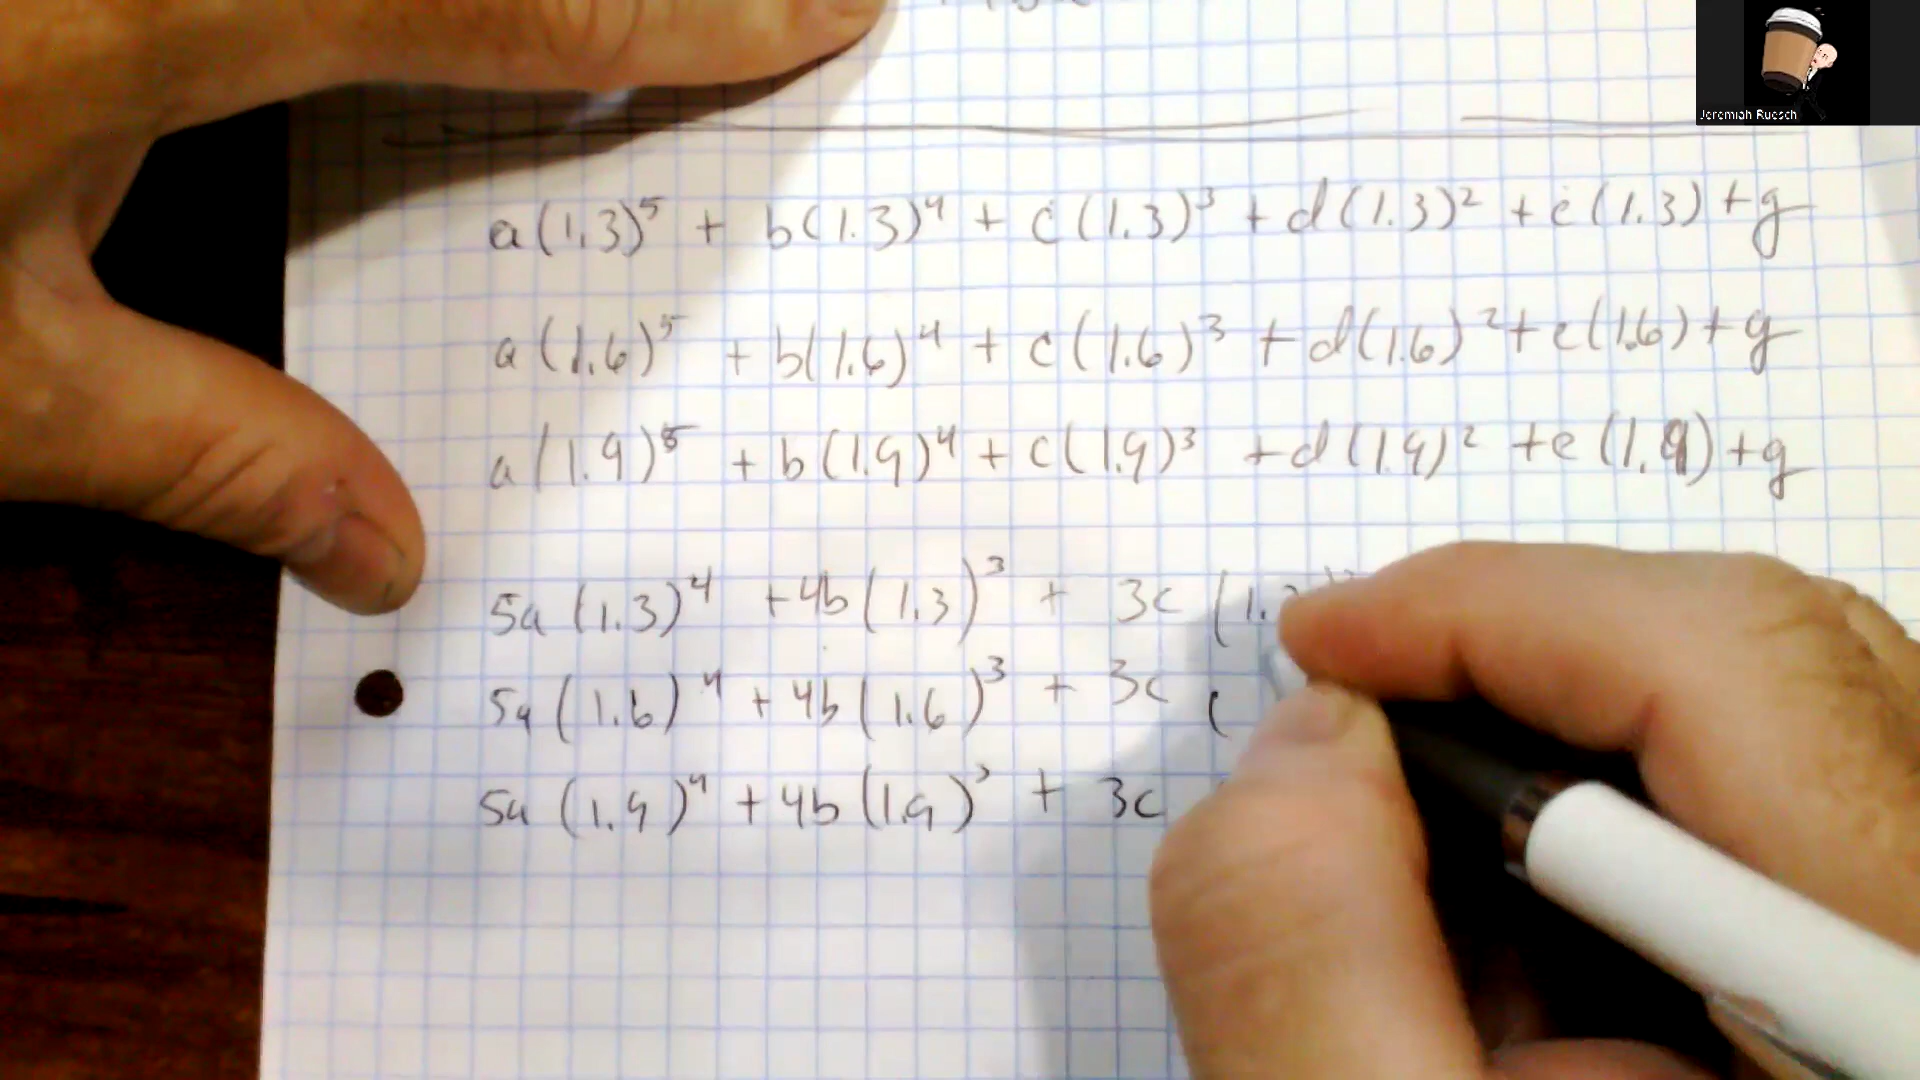 Jeremiah Ruesch
a(1.3)⁵ + b(1.3)⁴ + c(1.3)³ + d(1.3)² + e(1.3) + g
a(1.6)⁵ + b(1.6)⁴ + c(1.6)³ + d(1.6)² + e(1.6) + g
a(1.9)⁵ + b(1.9)⁴ + c(1.9)³ + d(1.9)² + e(1.9) + g
5a(1.3)⁴ + 4b(1.3)³ + 3c(1.
5a(1.6)⁴ + 4b(1.6)³ + 3c(
5a(1.9)⁴ + 4b(1.9)³ + 3c